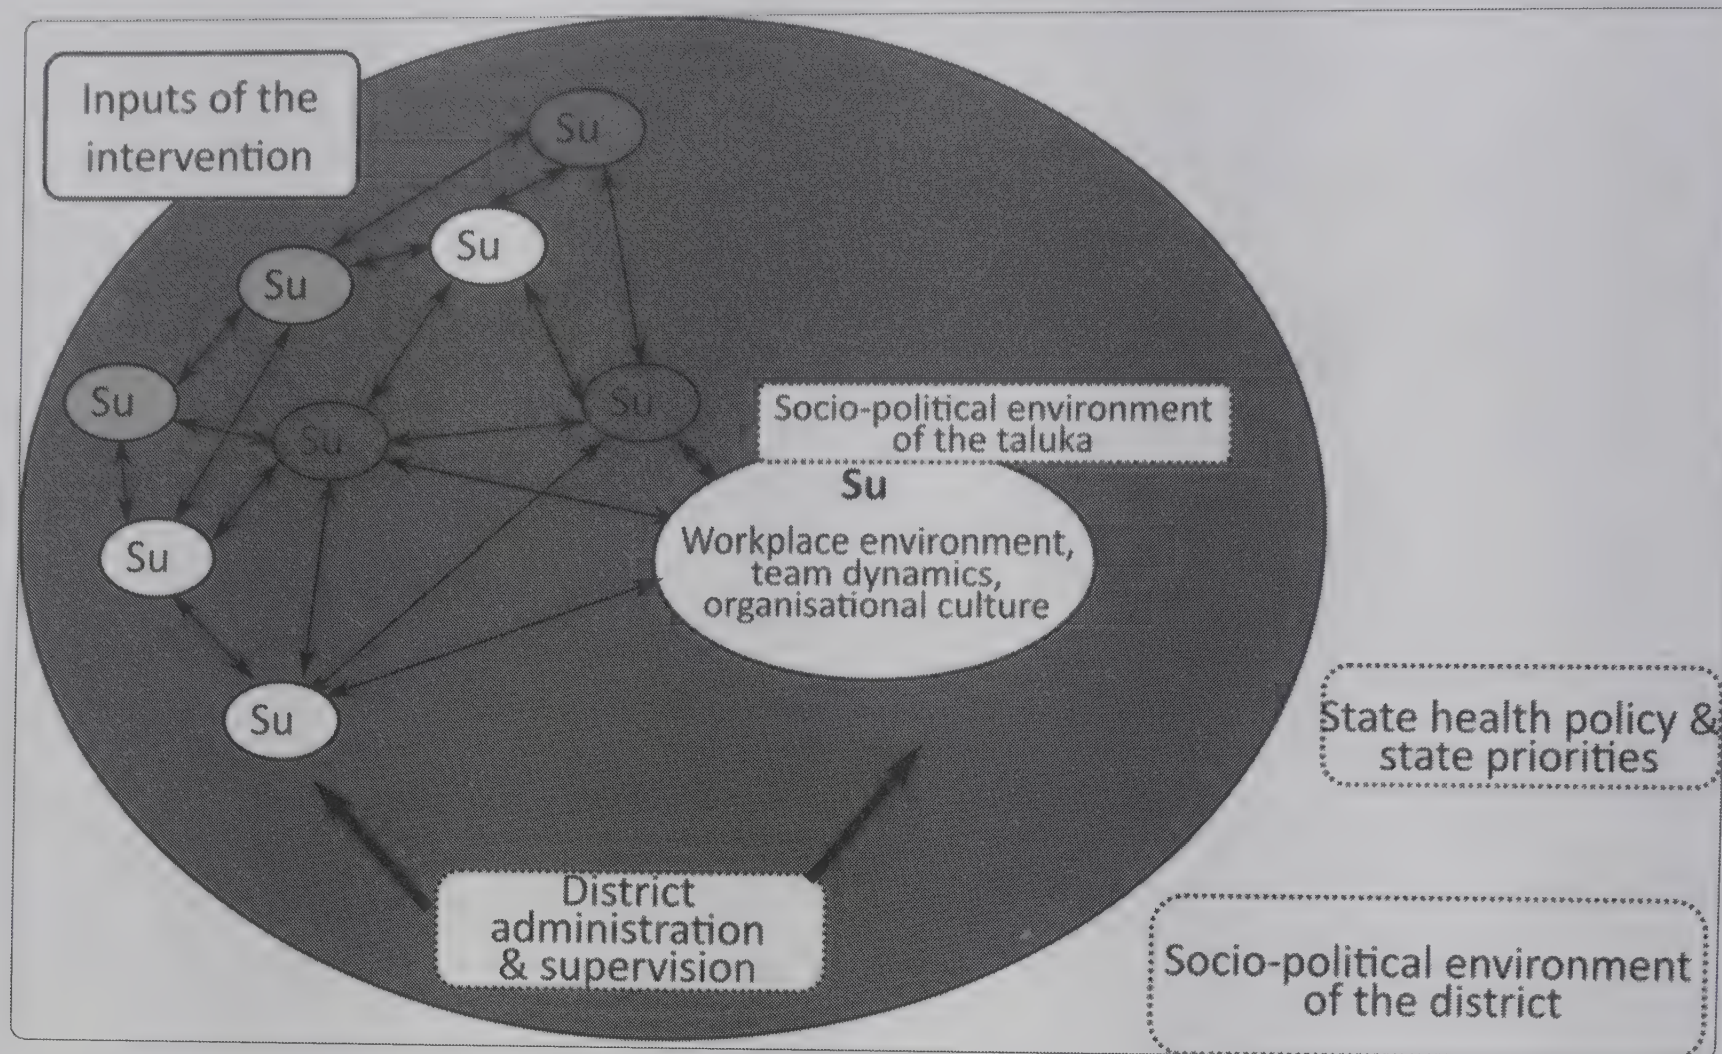 Inputs of the
intervention
Su
Su
Su
Su
Su
Su
Socio-political environment
of the taluka
Su
Workplace environment,
team dynamics,
organisational culture
Su
Su
State health policy &
state priorities
District
administration
& supervision
Socio-political environment
of the district